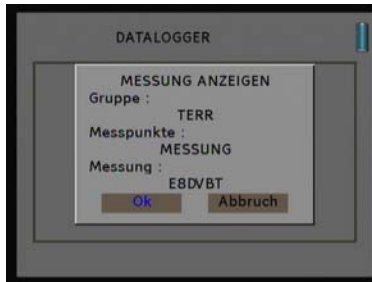 DATALOGGER
MESSUNG ANZEIGEN
Gruppe :
TERR
Messpunkte :
MESSUNG
Messung :
E8DVBT
Ok Abbruch